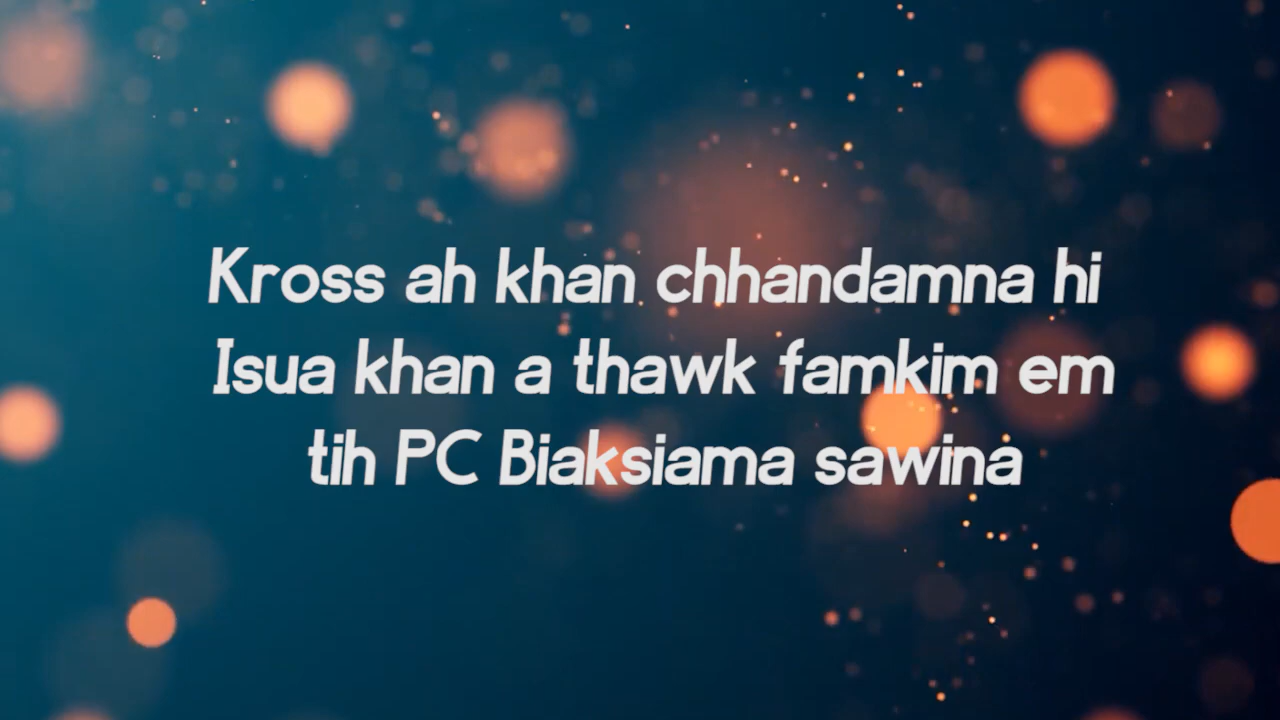 Kross ah khan chhandamna hi
Isua khan a thawk famkim em
tih PC Biaksiama sawina